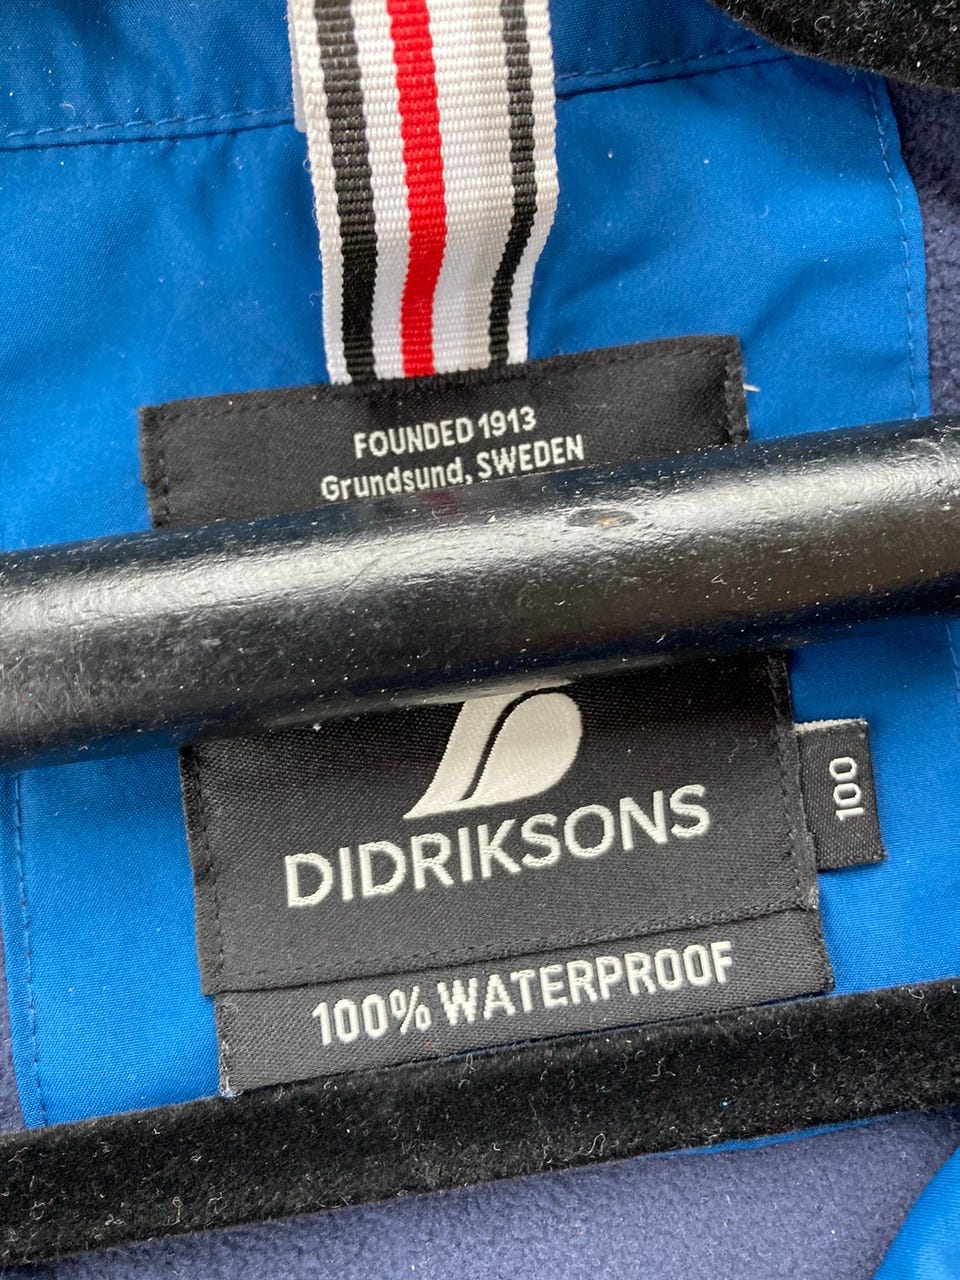 FOUNDED 1913
Grundsund, SWEDEN
DIDRIKSONS
100
100% WATERPROOF